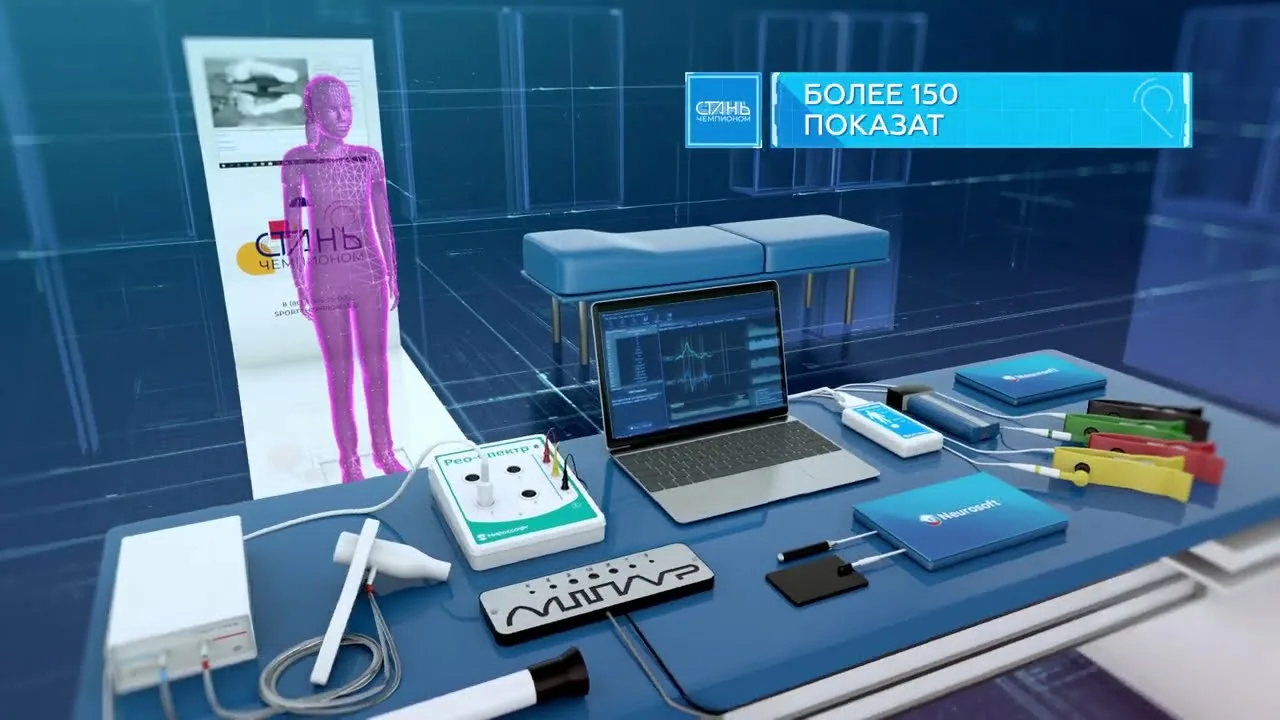 СТАНЬ
ЧЕМПИОНОМ
БОЛЕЕ 150
ПОКАЗАТ
СТАНЬ
ЧЕМПИОНОМ
Рео-Спектр
Нейрософт
Neurosoft
Neurosoft